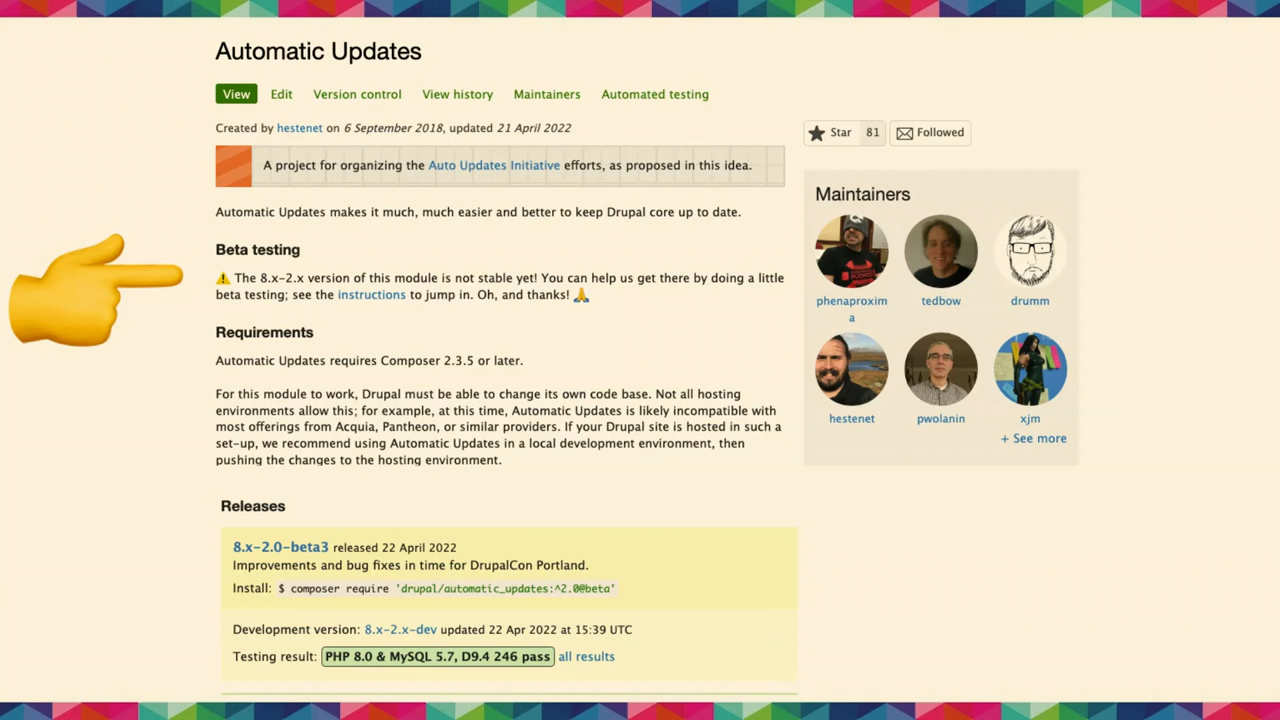 Automatic Updates
View Edit Version control View history Maintainers Automated testing
Created by hestenet on 6 September 2018, updated 21 April 2022
Star 81 Followed
A project for organizing the Auto Updates Initiative efforts, as proposed in this idea.
Automatic Updates makes it much, much easier and better to keep Drupal core up to date.
Beta testing
⚠️ The 8.x-2.x version of this module is not stable yet! You can help us get there by doing a little
beta testing; see the instructions to jump in. Oh, and thanks! 🙏
Requirements
Automatic Updates requires Composer 2.3.5 or later.
For this module to work, Drupal must be able to change its own code base. Not all hosting
environments allow this; for example, at this time, Automatic Updates is likely incompatible with
most offerings from Acquia, Pantheon, or similar providers. If your Drupal site is hosted in such a
set-up, we recommend using Automatic Updates in a local development environment, then
pushing the changes to the hosting environment.
Maintainers
phenaproxim
a
tedbow
drumm
hestenet
pwolanin
xjm
+ See more
Releases
8.x-2.0-beta3 released 22 April 2022
Improvements and bug fixes in time for DrupalCon Portland.
Install: $ composer require 'drupal/automatic_updates:^2.0@beta'
Development version: 8.x-2.x-dev updated 22 Apr 2022 at 15:39 UTC
Testing result: PHP 8.0 & MySQL 5.7, D9.4 246 pass all results